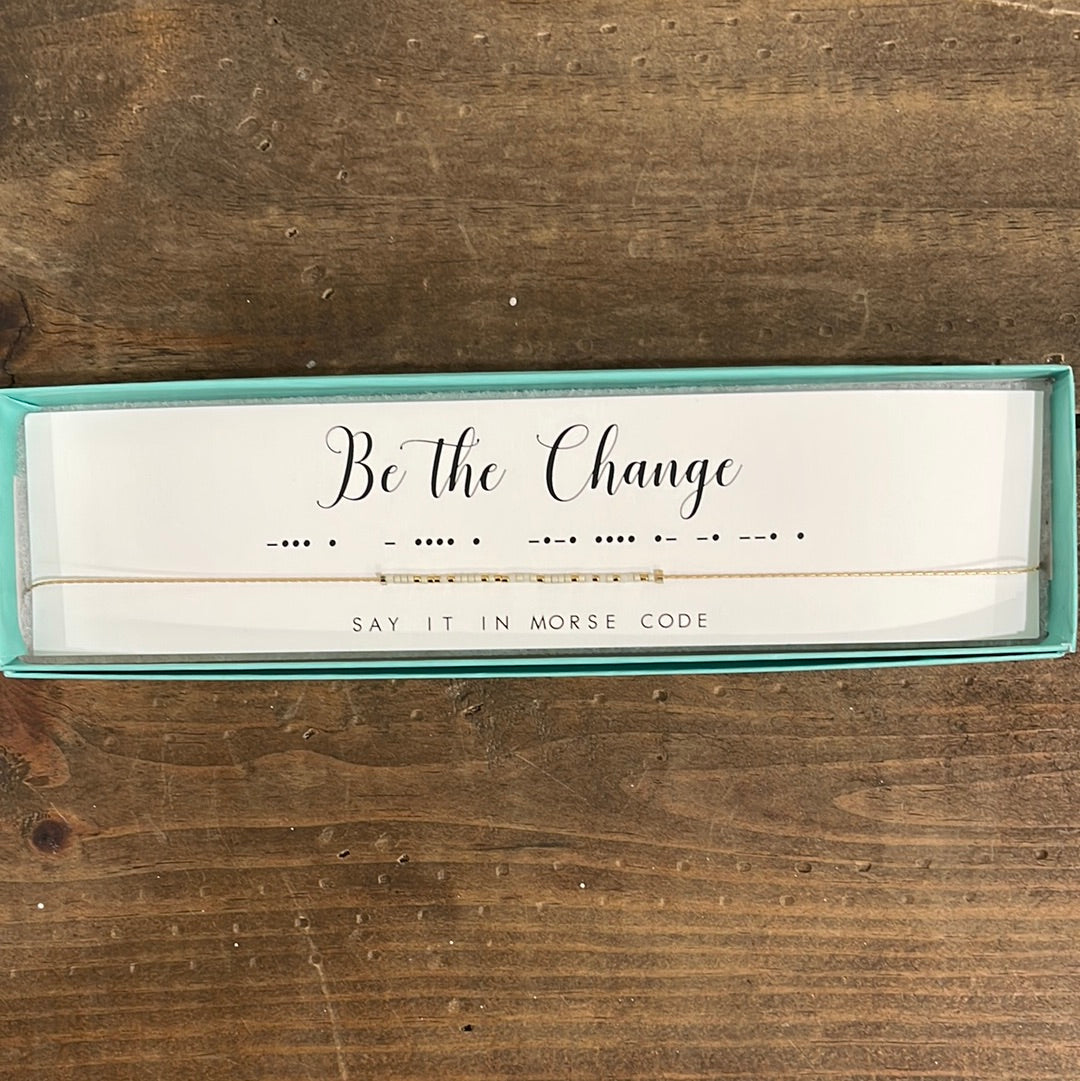 Be the Change
–••• •  – •••• •  –•–• •••• •– –• ––• •
SAY IT IN MORSE CODE